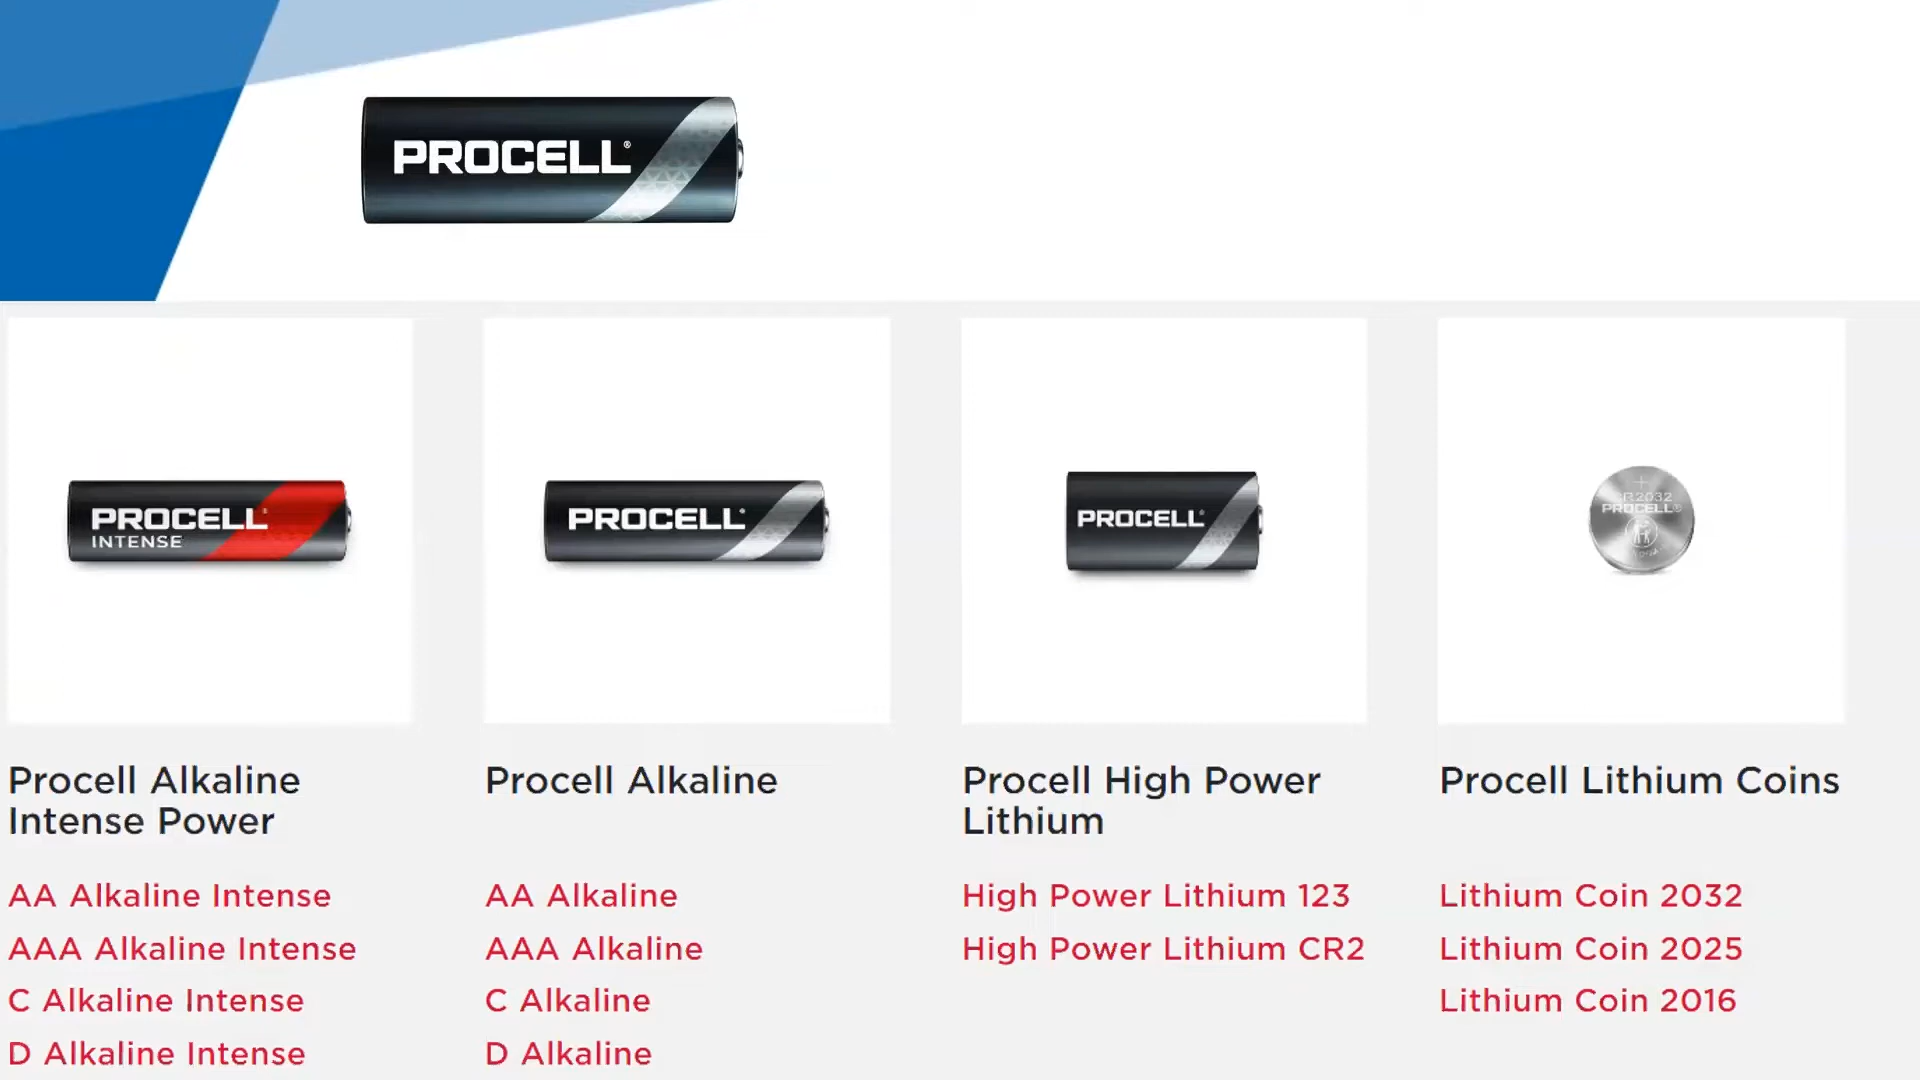 PROCELL®
PROCELL®
INTENSE
PROCELL®
PROCELL®
CR2032
PROCELL®
Procell Alkaline
Intense Power
Procell Alkaline
Procell High Power
Lithium
Procell Lithium Coins
AA Alkaline Intense
AAA Alkaline Intense
C Alkaline Intense
D Alkaline Intense
AA Alkaline
AAA Alkaline
C Alkaline
D Alkaline
High Power Lithium 123
High Power Lithium CR2
Lithium Coin 2032
Lithium Coin 2025
Lithium Coin 2016